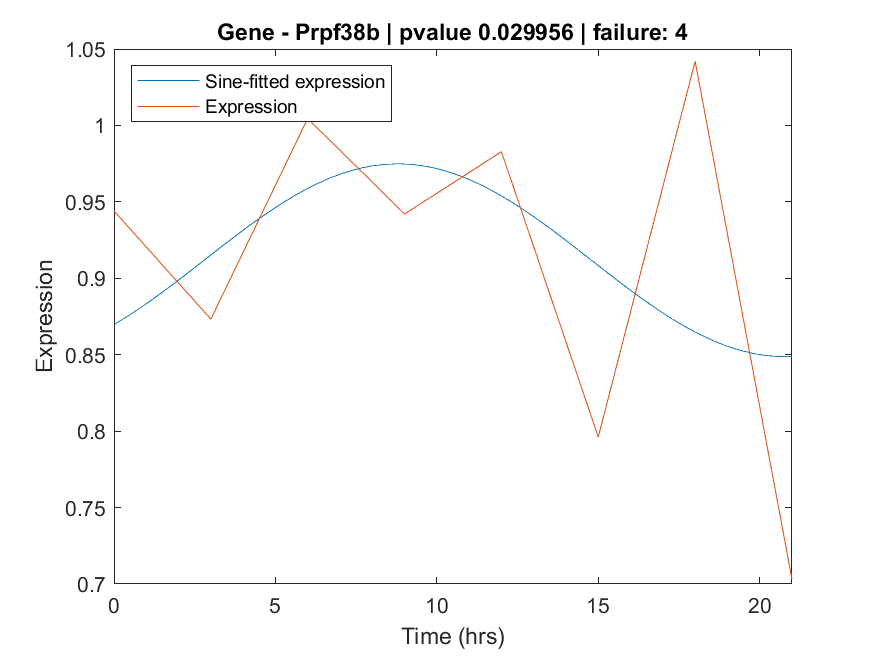 Gene - Prpf38b | pvalue 0.029956 | failure: 4
Sine-fitted expression
Expression
1.05
1
0.95
0.9
0.85
0.8
0.75
0.7
Expression
0
5
10
15
20
Time (hrs)